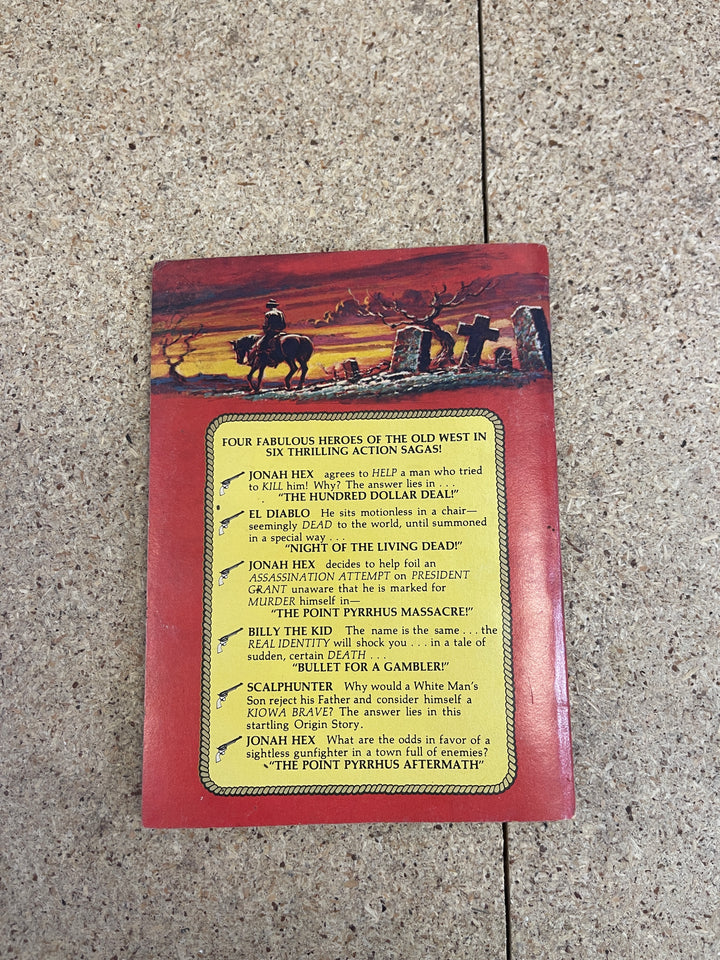 FOUR FABULOUS HEROES OF THE OLD WEST IN
SIX THRILLING ACTION SAGAS!
JONAH HEX agrees to HELP a man who tried
to KILL him! Why? The answer lies in . . .
"THE HUNDRED DOLLAR DEAL!"
EL DIABLO He sits motionless in a chair—
seemingly DEAD to the world, until summoned
in a special way . . .
"NIGHT OF THE LIVING DEAD!"
JONAH HEX decides to help foil an
ASSASSINATION ATTEMPT on PRESIDENT
GRANT unaware that he is marked for
MURDER himself in—
"THE POINT PYRRHUS MASSACRE!"
BILLY THE KID The name is the same . . . the
REAL IDENTITY will shock you . . . in a tale of
sudden, certain DEATH . . .
"BULLET FOR A GAMBLER!"
SCALPHUNTER Why would a White Man's
Son reject his Father and consider himself a
KIOWA BRAVE? The answer lies in this
startling Origin Story.
JONAH HEX What are the odds in favor of a
sightless gunfighter in a town full of enemies?
"THE POINT PYRRHUS AFTERMATH"